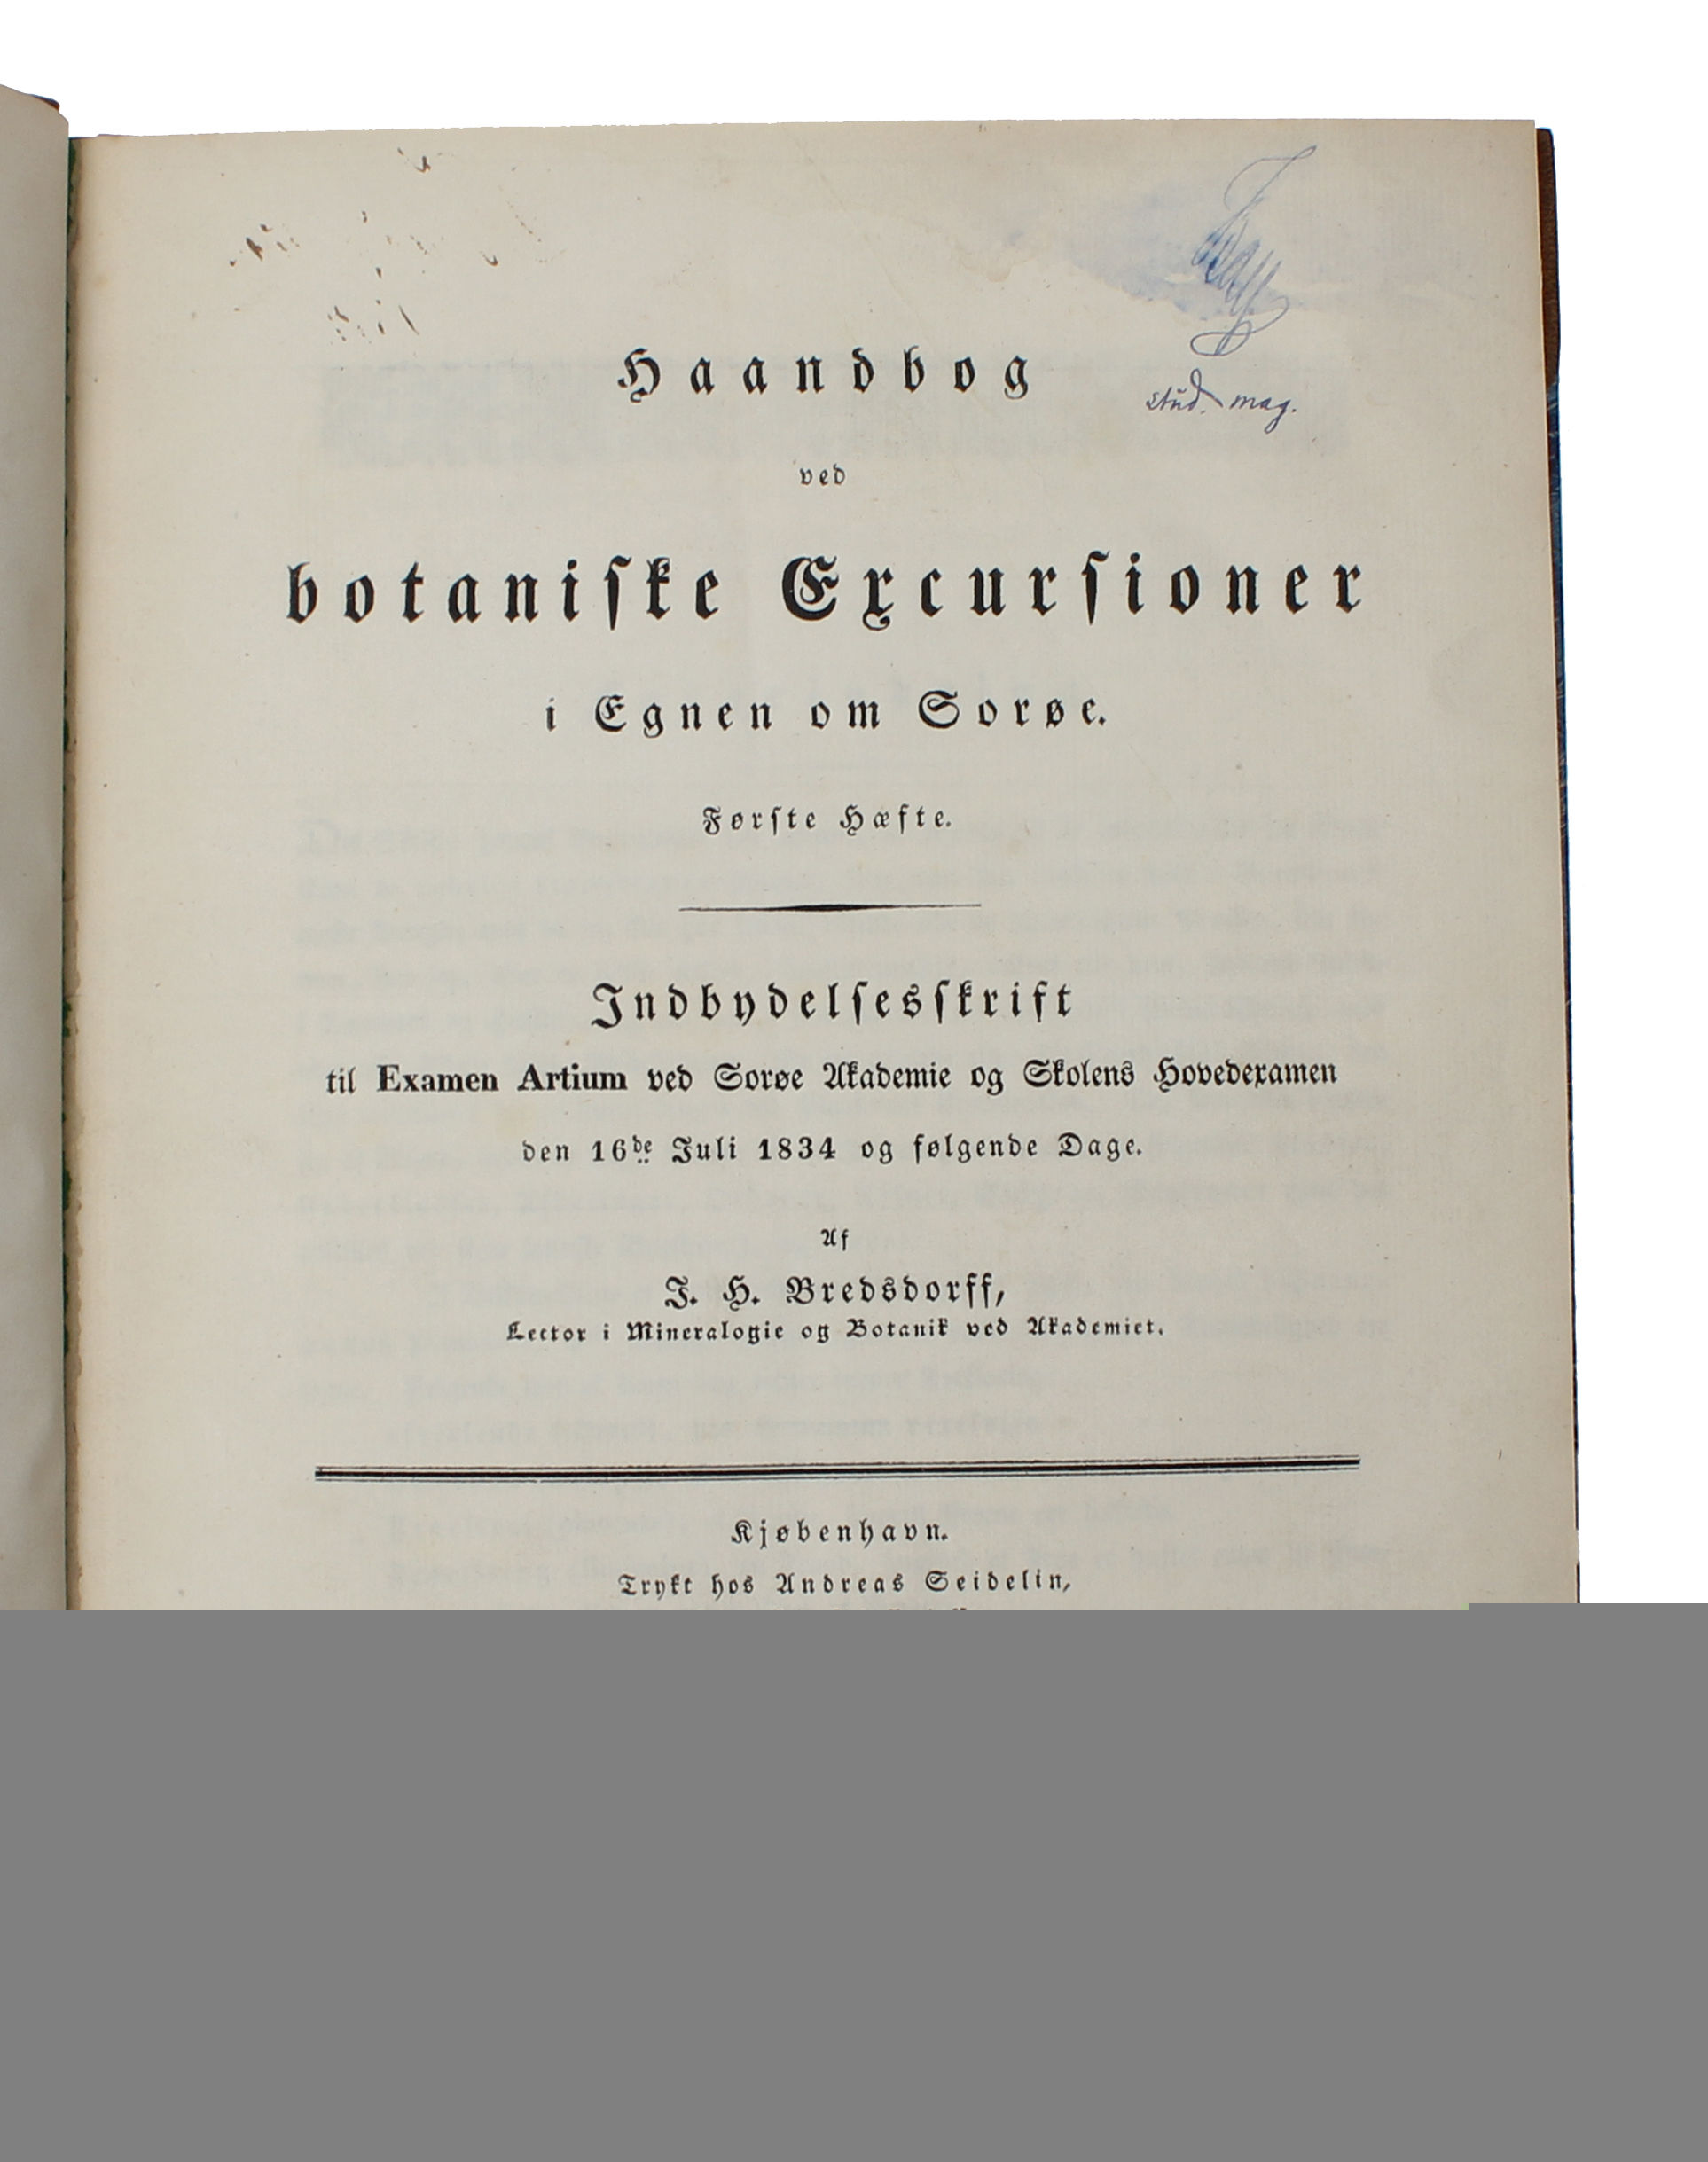 stud. mag.
Haandbog
ved
botaniske Excursioner
i Egnen om Sorøe.
Første Hæfte.
Indbydelsesskrift
til Examen Artium ved Sorøe Akademie og Skolens Hovedexamen
den 16de Juli 1834 og følgende Dage.
Af
J. H. Bredsdorff,
Lector i Mineralogie og Botanik ved Akademiet.
Kjøbenhavn.
Trykt hos Andreas Seidelin,